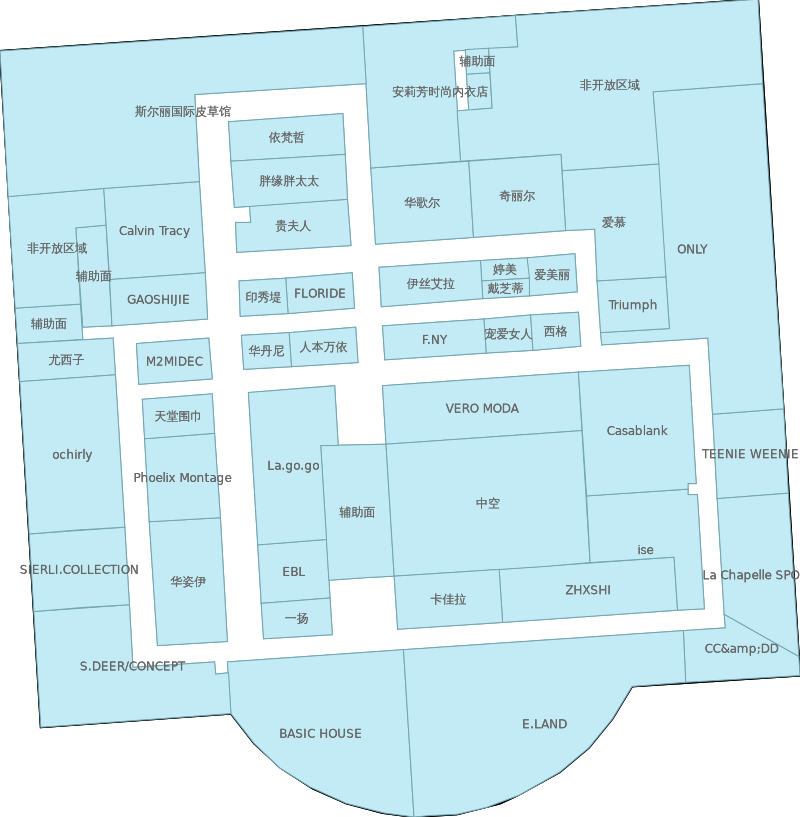 辅助面
非开放区域
安莉芳时尚内衣店
斯尔丽国际皮草馆
依梵哲
胖缘胖太太
华歌尔
奇丽尔
贵夫人
爱慕
Calvin Tracy
非开放区域
ONLY
辅助面
婷美
爱美丽
伊丝艾拉
戴芝蒂
印秀堤
FLORIDE
GAOSHIJIE
Triumph
辅助面
F.NY
宠爱女人
西格
华丹尼
人本万依
尤西子
M2MIDEC
VERO MODA
天堂围巾
Casablank
ochirly
TEENIE WEENIE
La.go.go
Phoelix Montage
中空
辅助面
ise
SIERLI.COLLECTION
EBL
La Chapelle SPO
华姿伊
ZHXSHI
卡佳拉
一扬
CC&amp;DD
S.DEER/CONCEPT
E.LAND
BASIC HOUSE